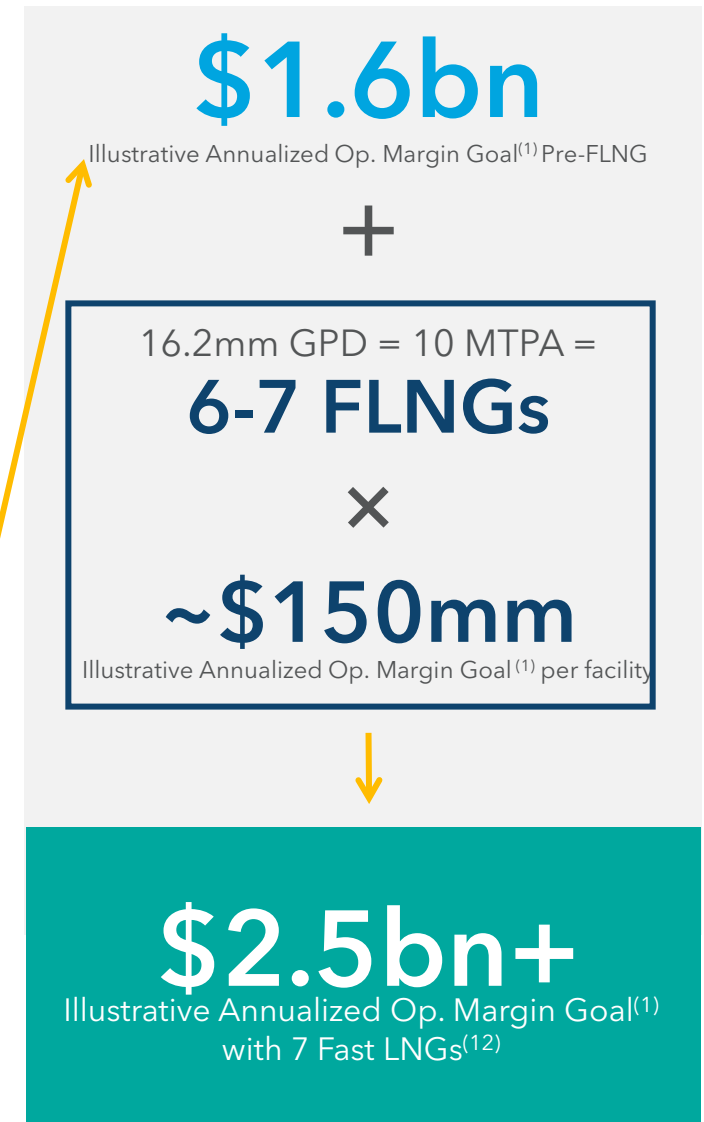 $1.6bn
Illustrative Annualized Op. Margin Goal(1) Pre-FLNG
+
16.2mm GPD = 10 MTPA =
6-7 FLNGs
×
~$150mm
Illustrative Annualized Op. Margin Goal (1) per facility
$2.5bn+
Illustrative Annualized Op. Margin Goal(1)
with 7 Fast LNGs(12)